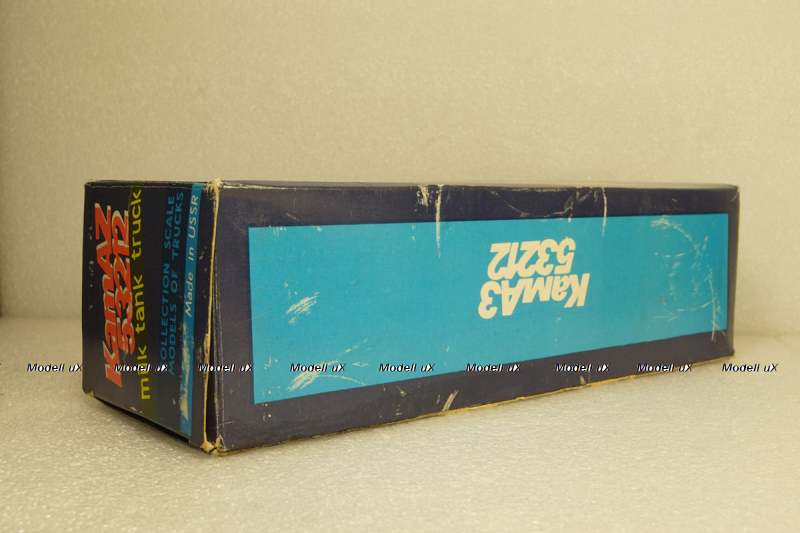 KamAZ
53212
milk tank truck
COLLECTION SCALE
MODELS OF TRUCKS
Made in USSR
КамАЗ
53212
Modell uX Modell uX Modell uX Modell uX Modell uX Modell uX Modell uX Modell uX Modell uX